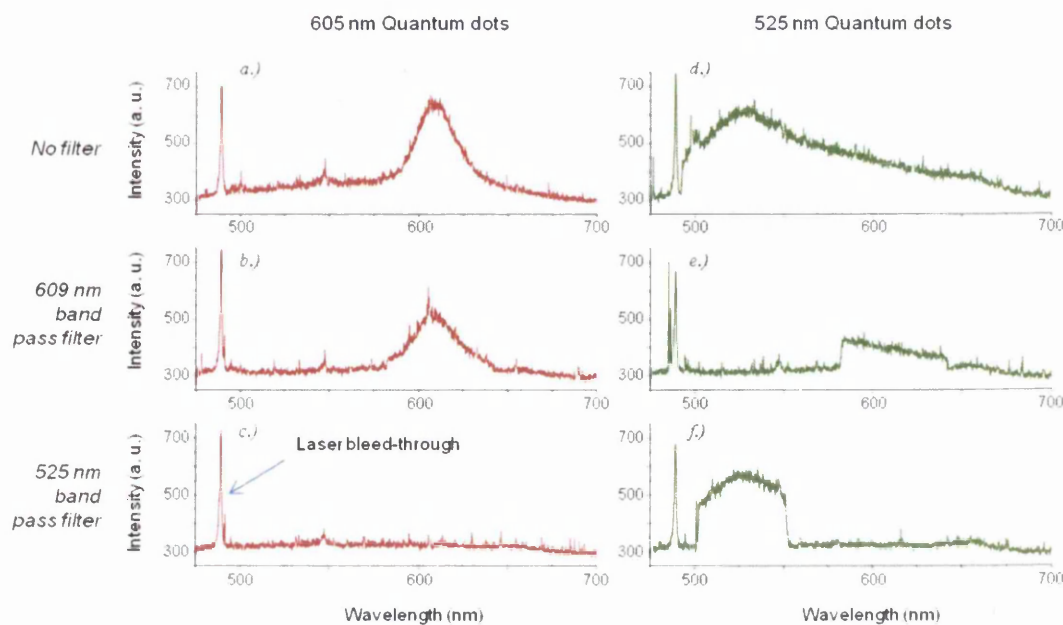 605 nm Quantum dots
525 nm Quantum dots
No filter
Intensity (a. u.)
700
500
300
a.)
500
600
700
Intensity (a. u.)
700
500
300
d.)
500
600
700
609 nm
band
pass filter
Intensity (a. u.)
700
500
300
b.)
500
600
700
Intensity (a. u.)
700
500
300
e.)
500
600
700
525 nm
band
pass filter
Intensity (a. u.)
700
500
300
c.)
Laser bleed-through
500
600
700
Intensity (a. u.)
700
500
300
f.)
500
600
700
Wavelength (nm)
Wavelength (nm)